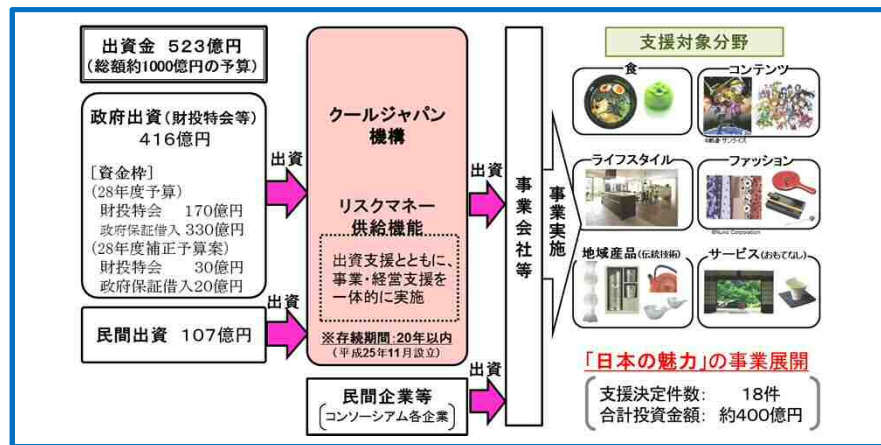 出資金 523億円
(総額約1000億円の予算)
政府出資(財投特会等)
416億円
[資金枠]
(28年度予算)
財投特会 170億円
政府保証借入 330億円
(28年度補正予算案)
財投特会 30億円
政府保証借入20億円
民間出資 107億円
出資
出資
クールジャパン
機構
リスクマネー
供給機能
出資支援とともに、
事業・経営支援を
一体的に実施
※存続期間:20年以内
(平成25年11月設立)
民間企業等
コンソーシアム各企業
出資
出資
事業会社等
事業実施
支援対象分野
食
コンテンツ
ライフスタイル
ファッション
©Nuno Corporation
地域産品(伝統技術)
サービス(おもてなし)
「日本の魅力」の事業展開
支援決定件数: 18件
合計投資金額: 約400億円